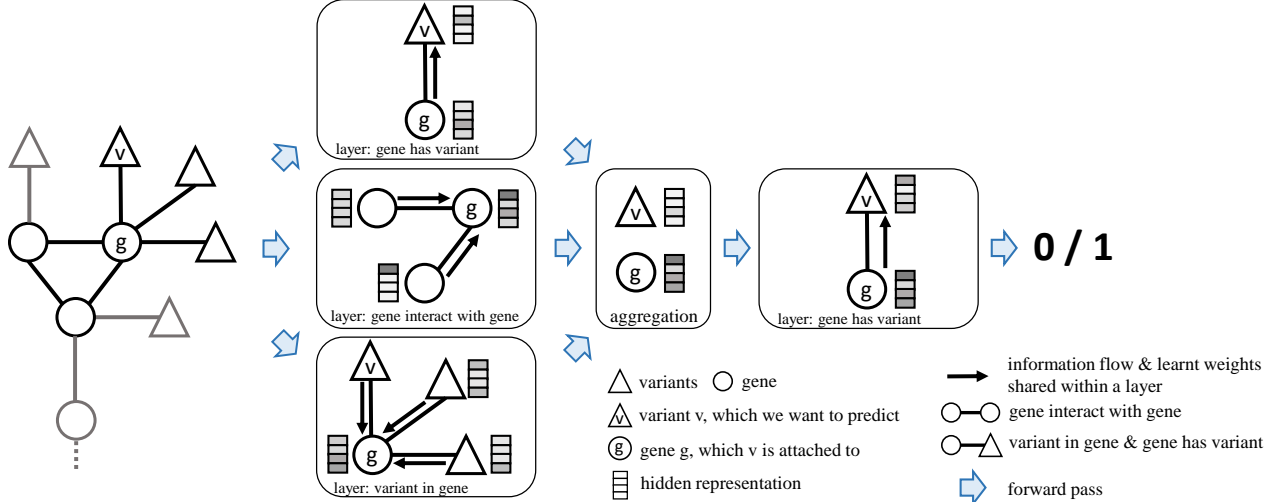 v
g
v
g
layer: gene has variant
g
layer: gene interact with gene
v
g
layer: variant in gene
v
g
aggregation
v
g
layer: gene has variant
0 / 1
variants
gene
v
variant v, which we want to predict
g
gene g, which v is attached to
hidden representation
information flow & learnt weights
shared within a layer
gene interact with gene
variant in gene & gene has variant
forward pass